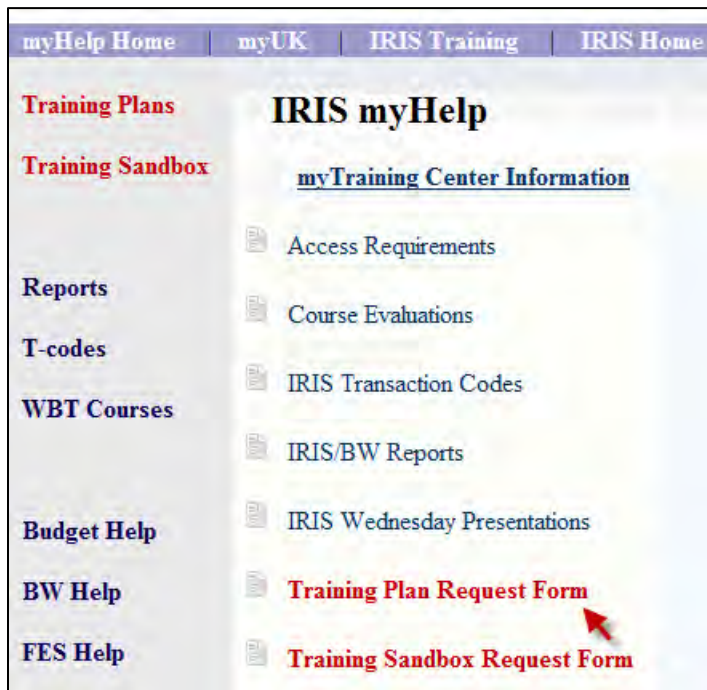 myHelp Home | myUK | IRIS Training | IRIS Home
Training Plans
Training Sandbox
Reports
T-codes
WBT Courses
Budget Help
BW Help
FES Help
IRIS myHelp
myTraining Center Information
Access Requirements
Course Evaluations
IRIS Transaction Codes
IRIS/BW Reports
IRIS Wednesday Presentations
Training Plan Request Form
Training Sandbox Request Form